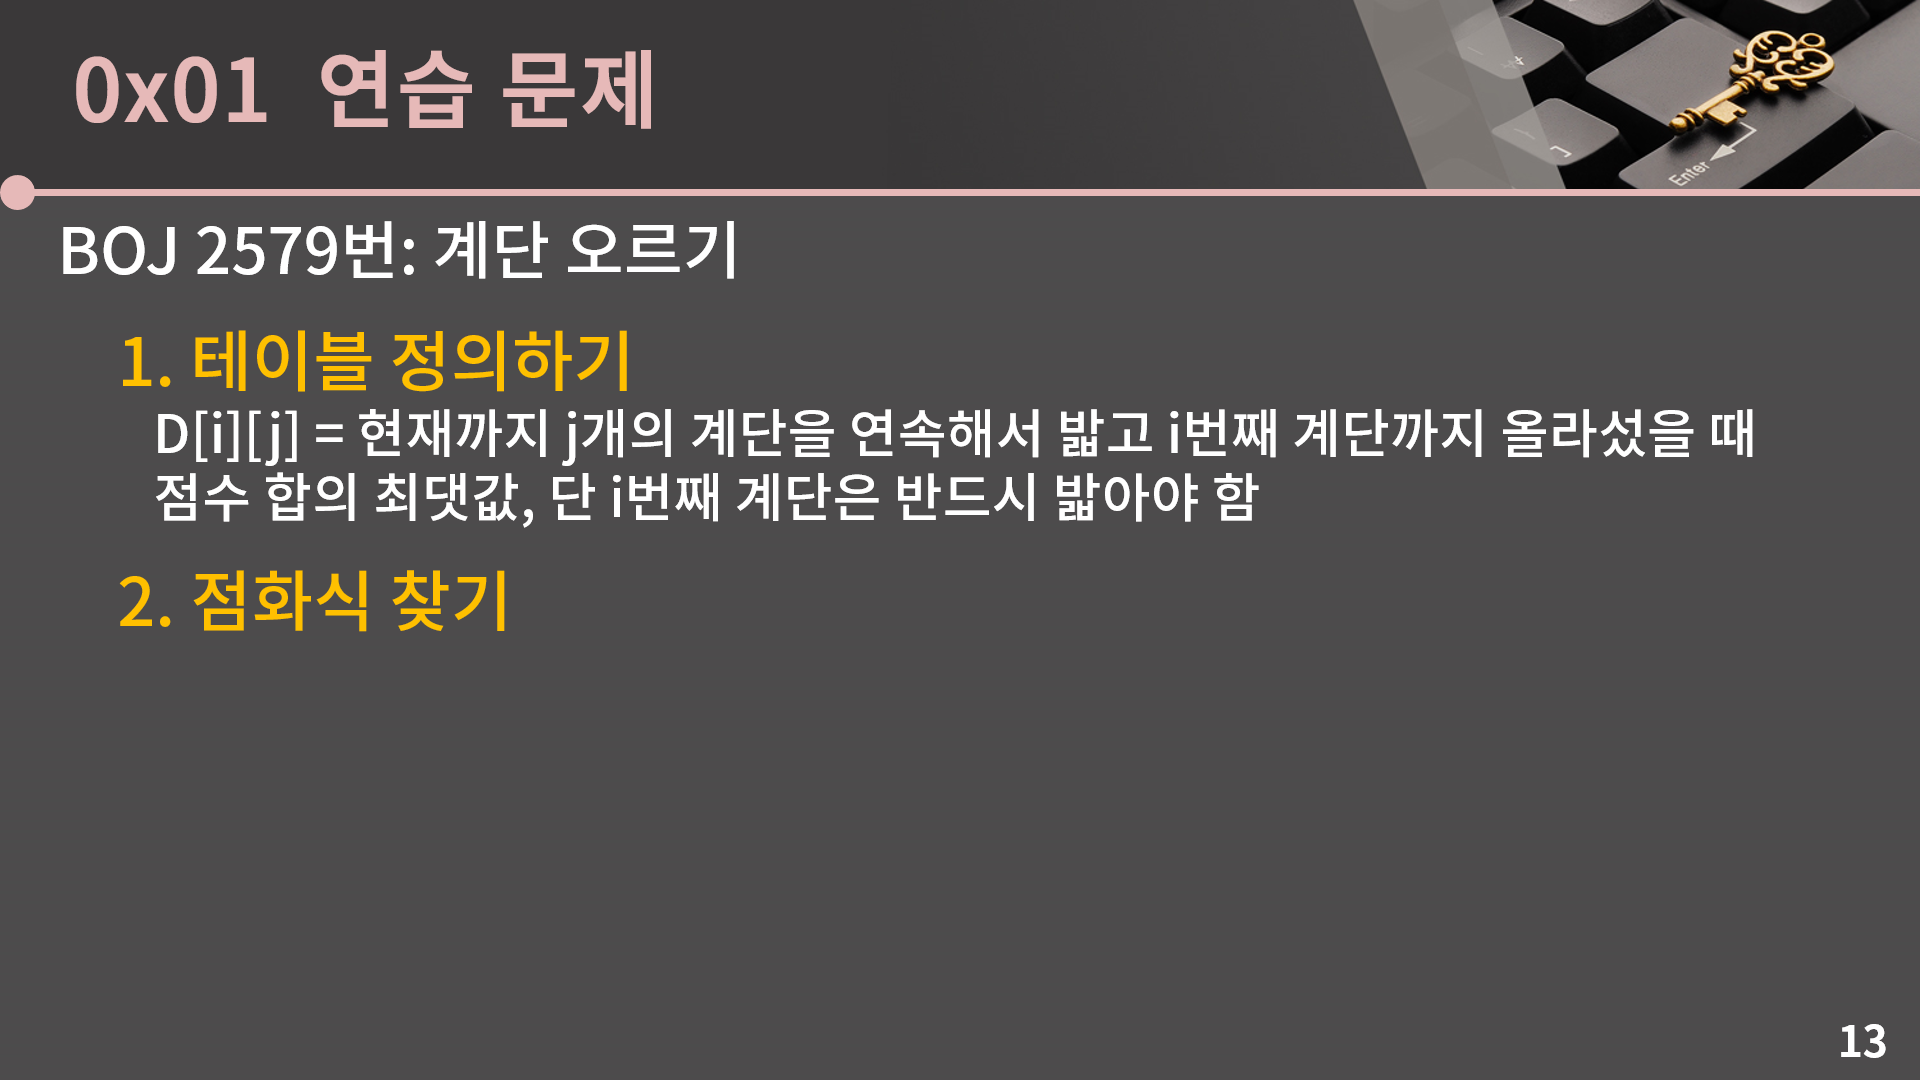 0x01 연습 문제
Enter
BOJ 2579번: 계단 오르기
1. 테이블 정의하기
D[i][j] = 현재까지 j개의 계단을 연속해서 밟고 i번째 계단까지 올라섰을 때
점수 합의 최댓값, 단 i번째 계단은 반드시 밟아야 함
2. 점화식 찾기
13